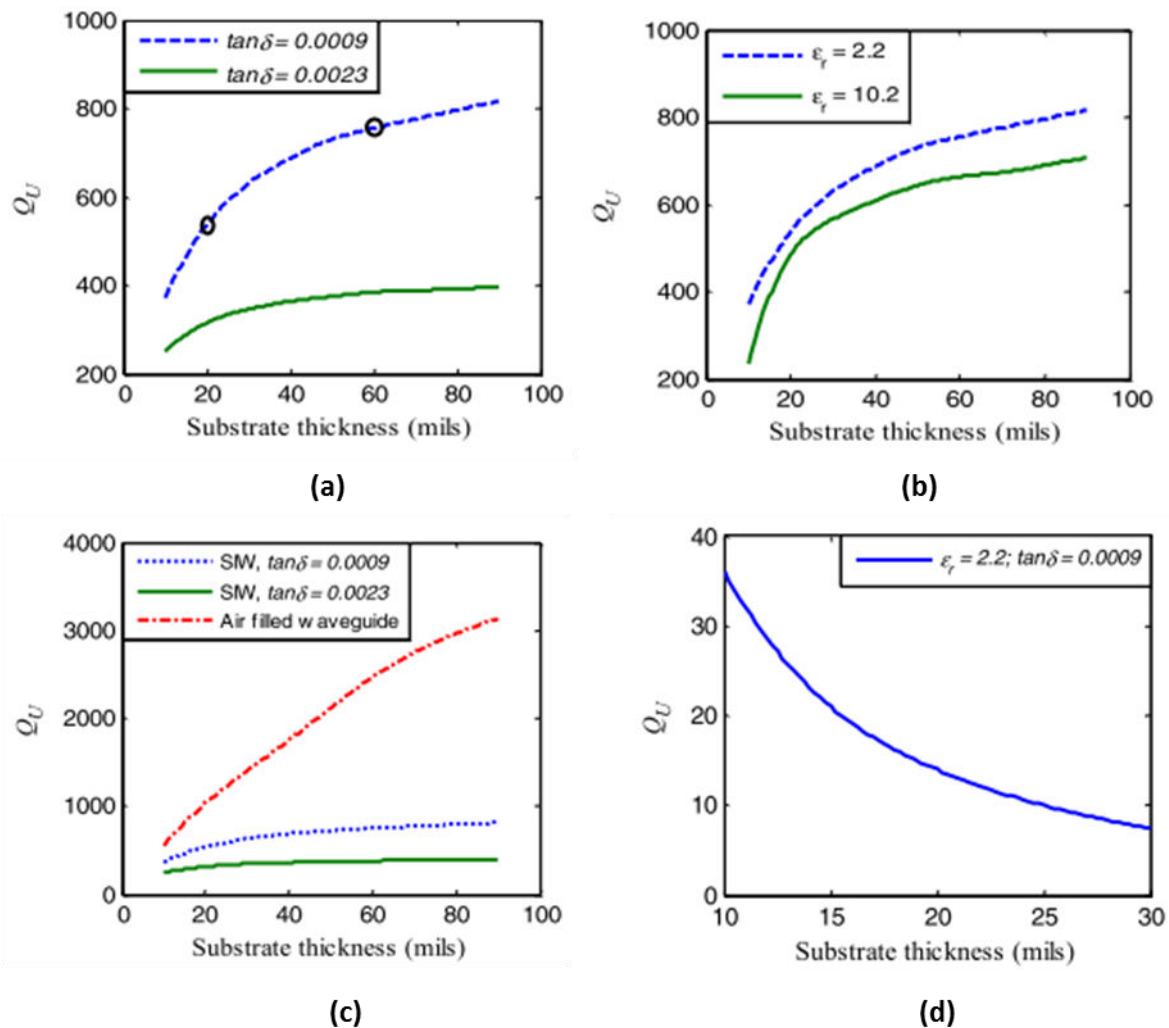 1000
800
600
400
200
Q_U
tanδ = 0.0009
tanδ = 0.0023
0 20 40 60 80 100
Substrate thickness (mils)
(a)
1000
800
600
400
200
Q_U
ε_r = 2.2
ε_r = 10.2
0 20 40 60 80 100
Substrate thickness (mils)
(b)
4000
3000
2000
1000
0
Q_U
SIW, tanδ = 0.0009
SIW, tanδ = 0.0023
Air filled waveguide
0 20 40 60 80 100
Substrate thickness (mils)
(c)
40
30
20
10
0
Q_U
ε_r = 2.2; tanδ = 0.0009
10 15 20 25 30
Substrate thickness (mils)
(d)